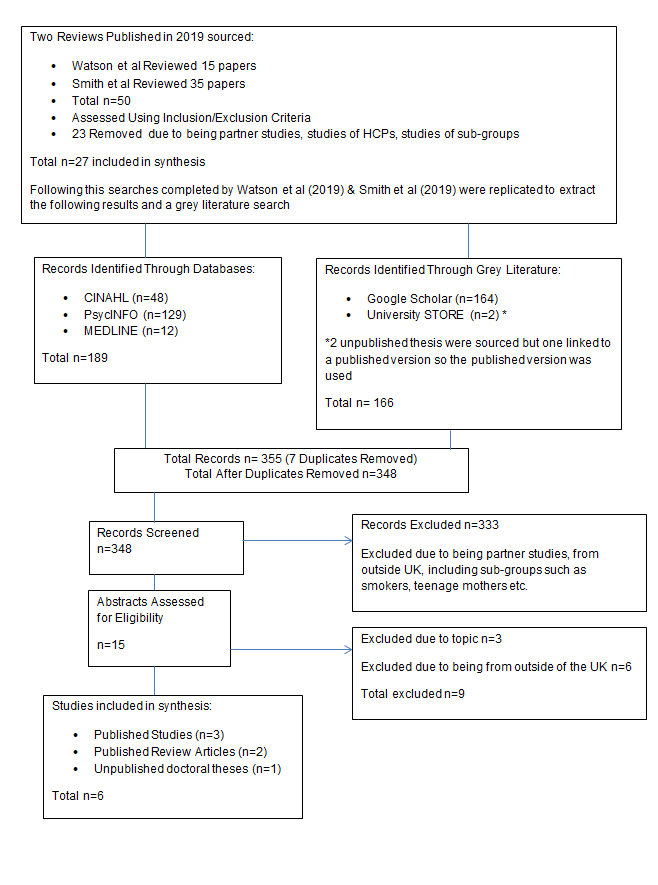 Two Reviews Published in 2019 sourced:
• Watson et al Reviewed 15 papers
• Smith et al Reviewed 35 papers
• Total n=50
• Assessed Using Inclusion/Exclusion Criteria
• 23 Removed due to being partner studies, studies of HCPs, studies of sub-groups
Total n=27 included in synthesis
Following this searches completed by Watson et al (2019) & Smith et al (2019) were replicated to extract
the following results and a grey literature search
Records Identified Through Databases:
• CINAHL (n=48)
• PsycINFO (n=129)
• MEDLINE (n=12)
Total n=189
Records Identified Through Grey Literature:
• Google Scholar (n=164)
• University STORE (n=2) *
*2 unpublished thesis were sourced but one linked to
a published version so the published version was
used
Total n= 166
Total Records n= 355 (7 Duplicates Removed)
Total After Duplicates Removed n=348
Records Screened
n=348
Records Excluded n=333
Excluded due to being partner studies, from
outside UK, including sub-groups such as
smokers, teenage mothers etc.
Abstracts Assessed
for Eligibility
n=15
Excluded due to topic n=3
Excluded due to being from outside of the UK n=6
Total excluded n=9
Studies included in synthesis:
• Published Studies (n=3)
• Published Review Articles (n=2)
• Unpublished doctoral theses (n=1)
Total n=6